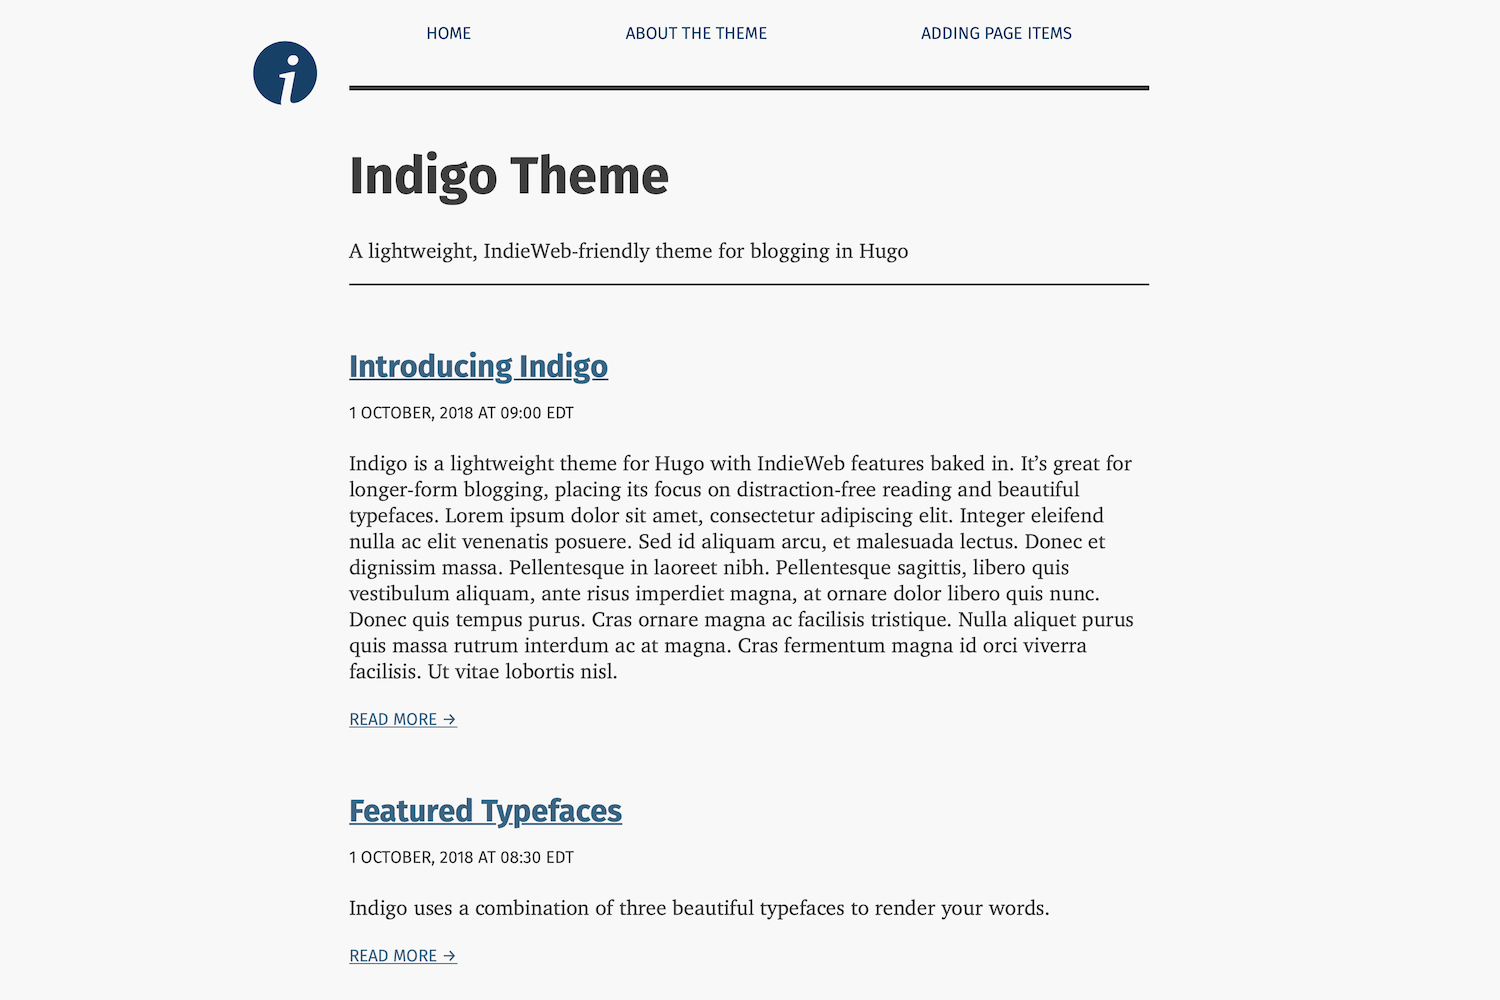 HOME ABOUT THE THEME ADDING PAGE ITEMS
i
Indigo Theme
A lightweight, IndieWeb-friendly theme for blogging in Hugo
Introducing Indigo
1 OCTOBER, 2018 AT 09:00 EDT
Indigo is a lightweight theme for Hugo with IndieWeb features baked in. It’s great for
longer-form blogging, placing its focus on distraction-free reading and beautiful
typefaces. Lorem ipsum dolor sit amet, consectetur adipiscing elit. Integer eleifend
nulla ac elit venenatis posuere. Sed id aliquam arcu, et malesuada lectus. Donec et
dignissim massa. Pellentesque in laoreet nibh. Pellentesque sagittis, libero quis
vestibulum aliquam, ante risus imperdiet magna, at ornare dolor libero quis nunc.
Donec quis tempus purus. Cras ornare magna ac facilisis tristique. Nulla aliquet purus
quis massa rutrum interdum ac at magna. Cras fermentum magna id orci viverra
facilisis. Ut vitae lobortis nisl.
READ MORE →
Featured Typefaces
1 OCTOBER, 2018 AT 08:30 EDT
Indigo uses a combination of three beautiful typefaces to render your words.
READ MORE →